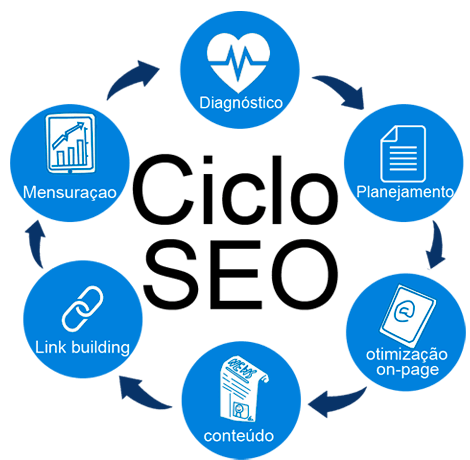 Diagnóstico
Planejamento
otimização
on-page
conteúdo
Link building
Mensuraçao
Ciclo
SEO
@